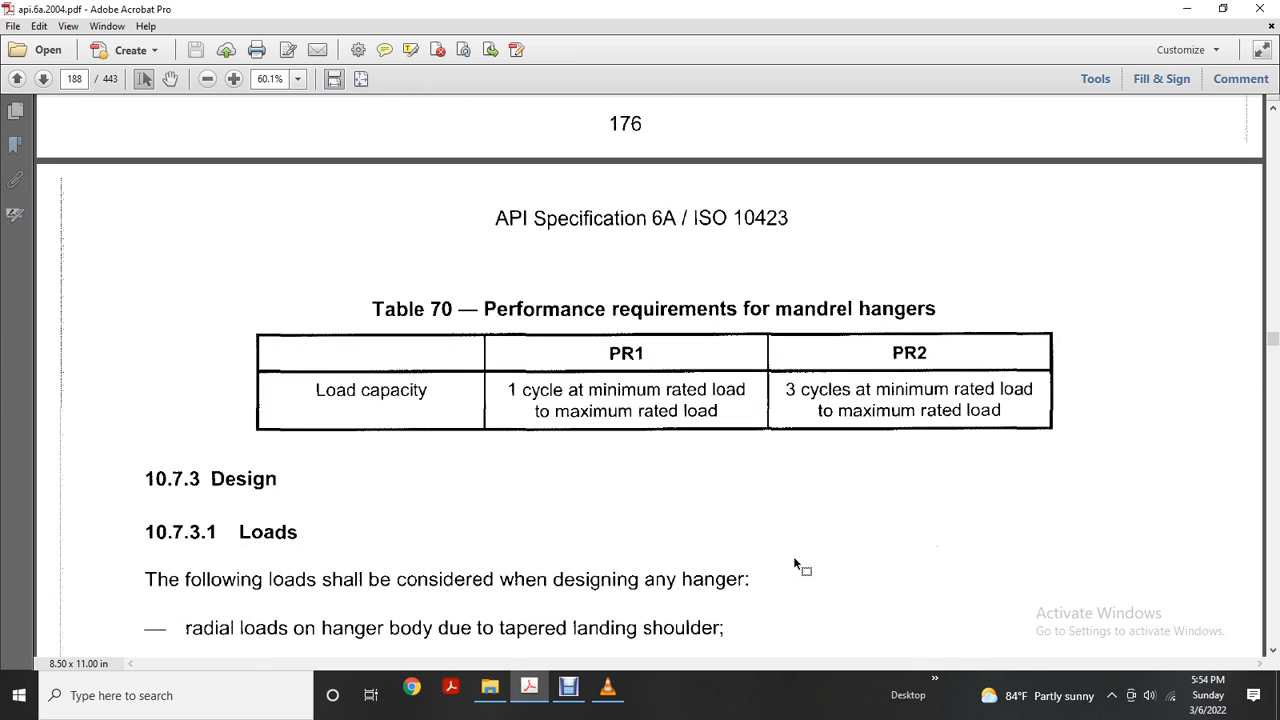 api.6a.2004.pdf - Adobe Acrobat Pro
File Edit View Window Help
Open Create Customize
188 / 443 60.1% Tools Fill & Sign Comment
176
API Specification 6A / ISO 10423
Table 70 — Performance requirements for mandrel hangers
PR1 PR2
Load capacity 1 cycle at minimum rated load 3 cycles at minimum rated load
to maximum rated load to maximum rated load
10.7.3 Design
10.7.3.1 Loads
The following loads shall be considered when designing any hanger:
— radial loads on hanger body due to tapered landing shoulder;
Activate Windows
Go to Settings to activate Windows.
8.50 x 11.00 in
Type here to search Desktop » 84°F Partly sunny
5:54 PM
Sunday
3/6/2022